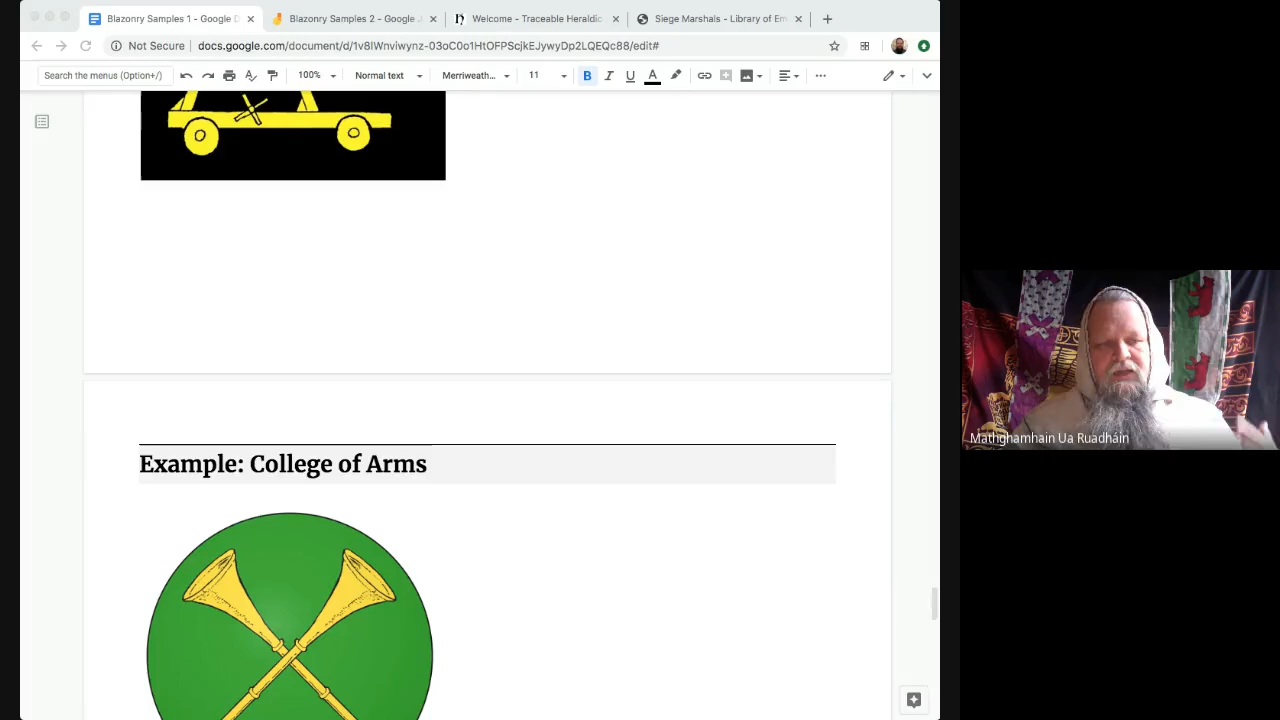 Blazonry Samples 1 - Google D
Blazonry Samples 2 - Google J
Welcome - Traceable Heraldic
Siege Marshals - Library of Em
Not Secure
docs.google.com/document/d/1v8lWnviwynz-03oC0o1HtOFPScjkEJywyDp2LQEQc88/edit#
Search the menus (Option+/)
100%
Normal text
Merriweath...
11
B
I
U
A
Example: College of Arms
Mathghamhain Ua Ruadháin